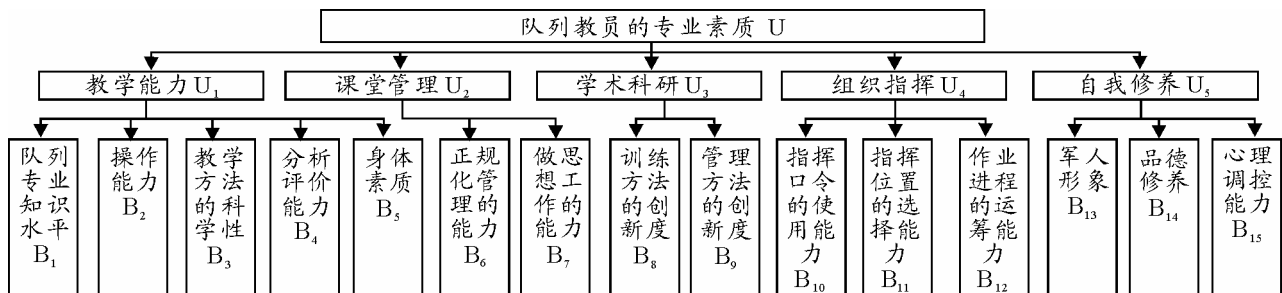 队列教员的专业素质 U
教学能力 U₁
课堂管理 U₂
学术科研 U₃
组织指挥 U₄
自我修养 U₅
队列
专业
知识
水平
B₁
操作
能力
B₂
教学
方法
的科
学性
B₃
分析
评价
能力
B₄
身体
素质
B₅
正规
化管
理的
能力
B₆
做思
想工
作的
能力
B₇
训练
方法
的创
新度
B₈
管理
方法
的创
新度
B₉
指挥
口令
的使
用能
力
B₁₀
指挥
位置
的选
择能
力
B₁₁
作业
进程
的运
筹能
力
B₁₂
军人
形象
B₁₃
品德
修养
B₁₄
心理
调控
能力
B₁₅